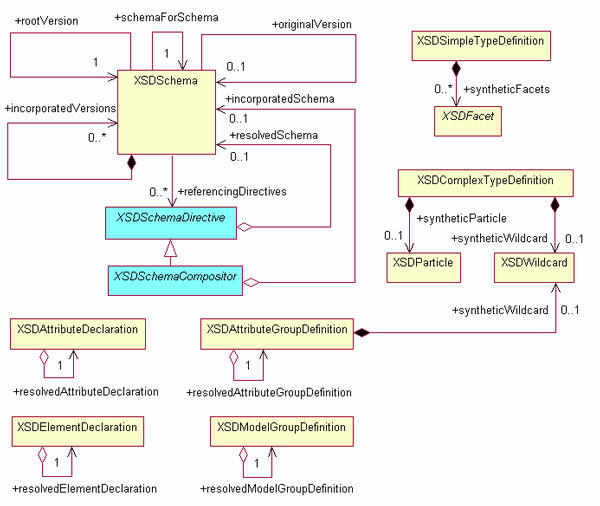 +rootVersion
+schemaForSchema
+originalVersion
1
1
0..1
XSDSchema
+incorporatedVersions
0..*
+incorporatedSchema
0..1
+resolvedSchema
0..1
0..*
+referencingDirectives
XSDSchemaDirective
XSDSchemaCompositor
XSDSimpleTypeDefinition
0..*
+syntheticFacets
XSDFacet
XSDComplexTypeDefinition
+syntheticParticle
0..1
+syntheticWildcard
0..1
XSDParticle
XSDWildcard
+syntheticWildcard
0..1
XSDAttributeDeclaration
1
+resolvedAttributeDeclaration
XSDAttributeGroupDefinition
1
+resolvedAttributeGroupDefinition
XSDElementDeclaration
1
+resolvedElementDeclaration
XSDModelGroupDefinition
1
+resolvedModelGroupDefinition